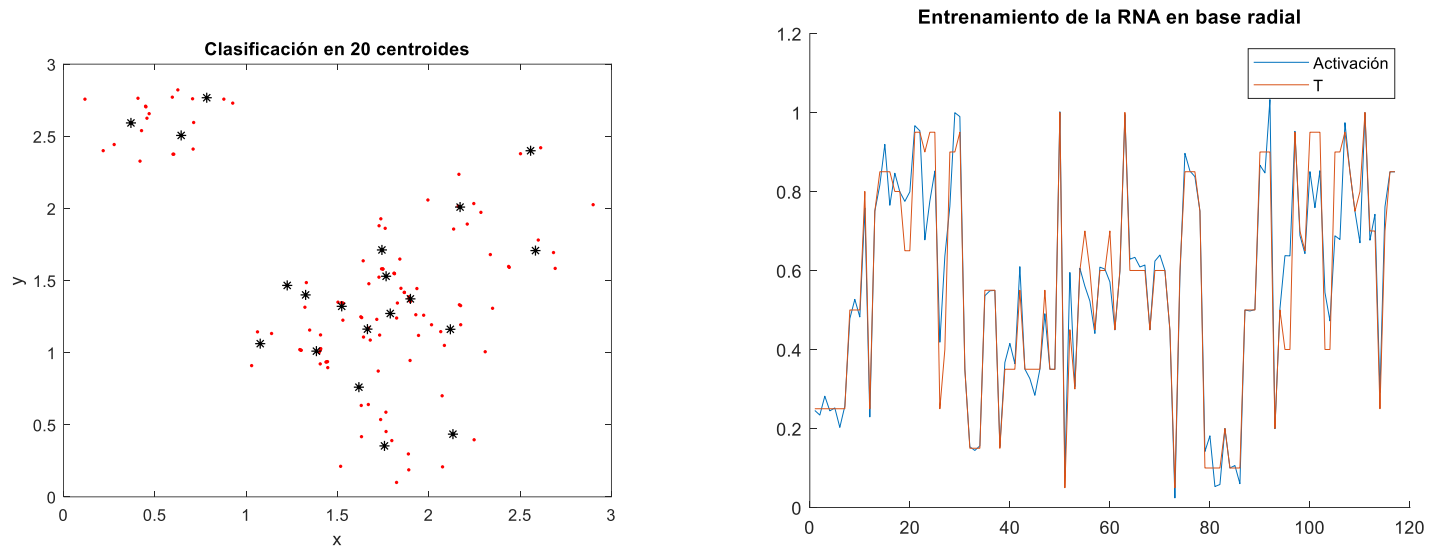 Clasificación en 20 centroides
3
2.5
2
1.5
1
0.5
0
y
0 0.5 1 1.5 2 2.5 3
x
Entrenamiento de la RNA en base radial
1.2
1
0.8
0.6
0.4
0.2
0
Activación
T
0 20 40 60 80 100 120